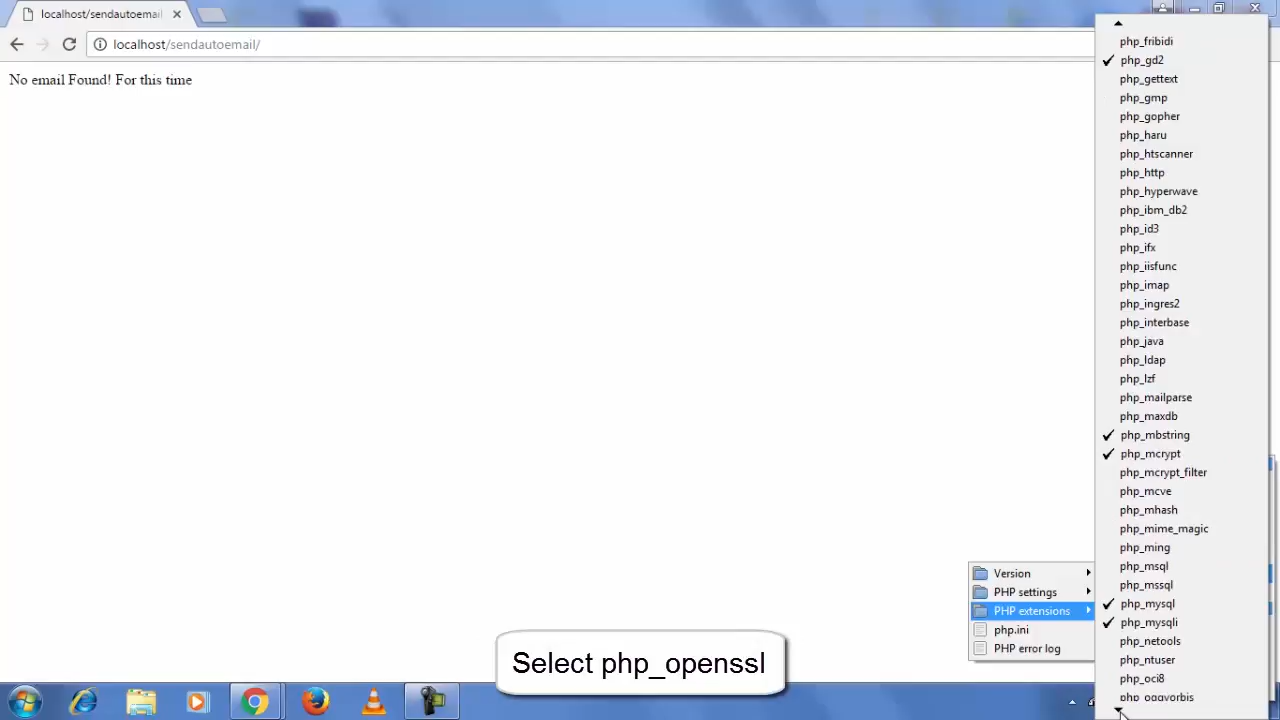 localhost/sendautoemail
localhost/sendautoemail/
No email Found! For this time
php_fribidi
php_gd2
php_gettext
php_gmp
php_gopher
php_haru
php_htscanner
php_http
php_hyperwave
php_ibm_db2
php_id3
php_ifx
php_iisfunc
php_imap
php_ingres2
php_interbase
php_java
php_ldap
php_lzf
php_mailparse
php_maxdb
php_mbstring
php_mcrypt
php_mcrypt_filter
php_mcve
php_mhash
php_mime_magic
php_ming
php_msql
php_mssql
php_mysql
php_mysqli
php_netools
php_ntuser
php_oci8
php_oggvorbis
Version
PHP settings
PHP extensions
php.ini
PHP error log
Select php_openssl